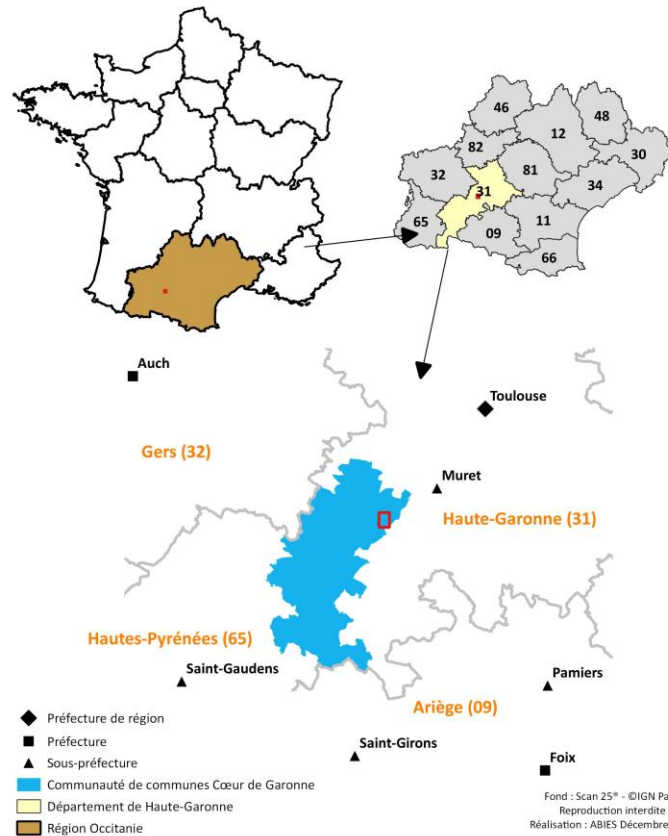 46
48
12
82
30
32
81
31
34
65
11
09
66
Auch
Toulouse
Gers (32)
Muret
Haute-Garonne (31)
Hautes-Pyrénées (65)
Saint-Gaudens
Pamiers
Ariège (09)
Saint-Girons
Foix
Préfecture de région
Préfecture
Sous-préfecture
Communauté de communes Cœur de Garonne
Département de Haute-Garonne
Région Occitanie
Fond : Scan 25® - ©IGN Pa
Reproduction interdite
Réalisation : ABIES Décembre